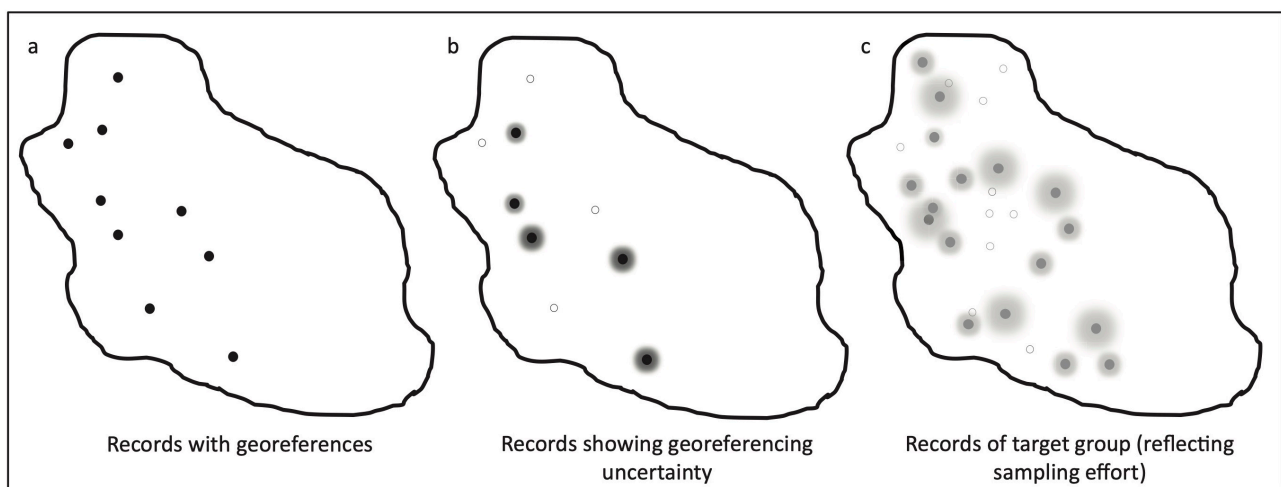 a
b
c
Records with georeferences
Records showing georeferencing
uncertainty
Records of target group (reflecting
sampling effort)